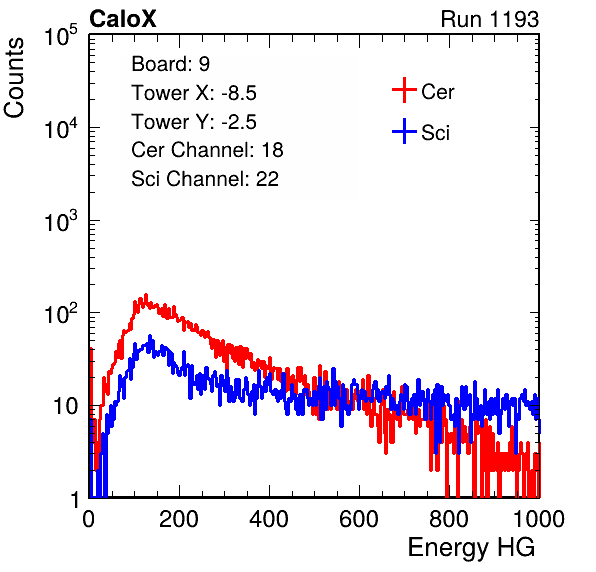 CaloX Run 1193
Counts
10^5
10^4
10^3
10^2
10
1
Board: 9
Tower X: -8.5
Tower Y: -2.5
Cer Channel: 18
Sci Channel: 22
Cer
Sci
0 200 400 600 800 1000
Energy HG